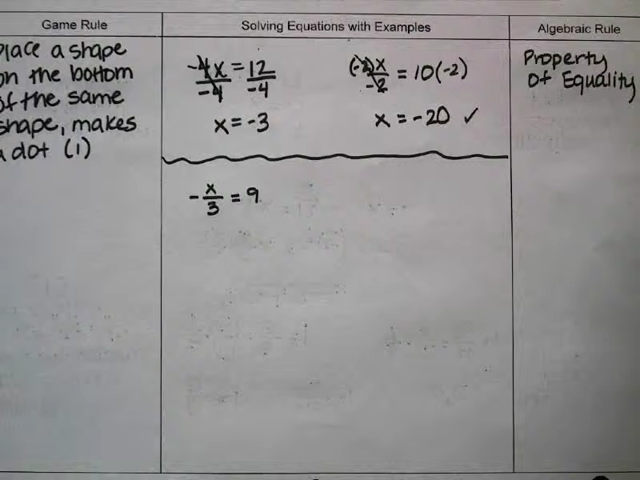 Game Rule
Solving Equations with Examples
Algebraic Rule
place a shape
on the bottom
of the same
shape, makes
a dot (1)
-4x = 12
-4 -4
x = -3
(-2) x = 10(-2)
-2
x = -20 ✓
- x/3 = 9
Property
Of Equality